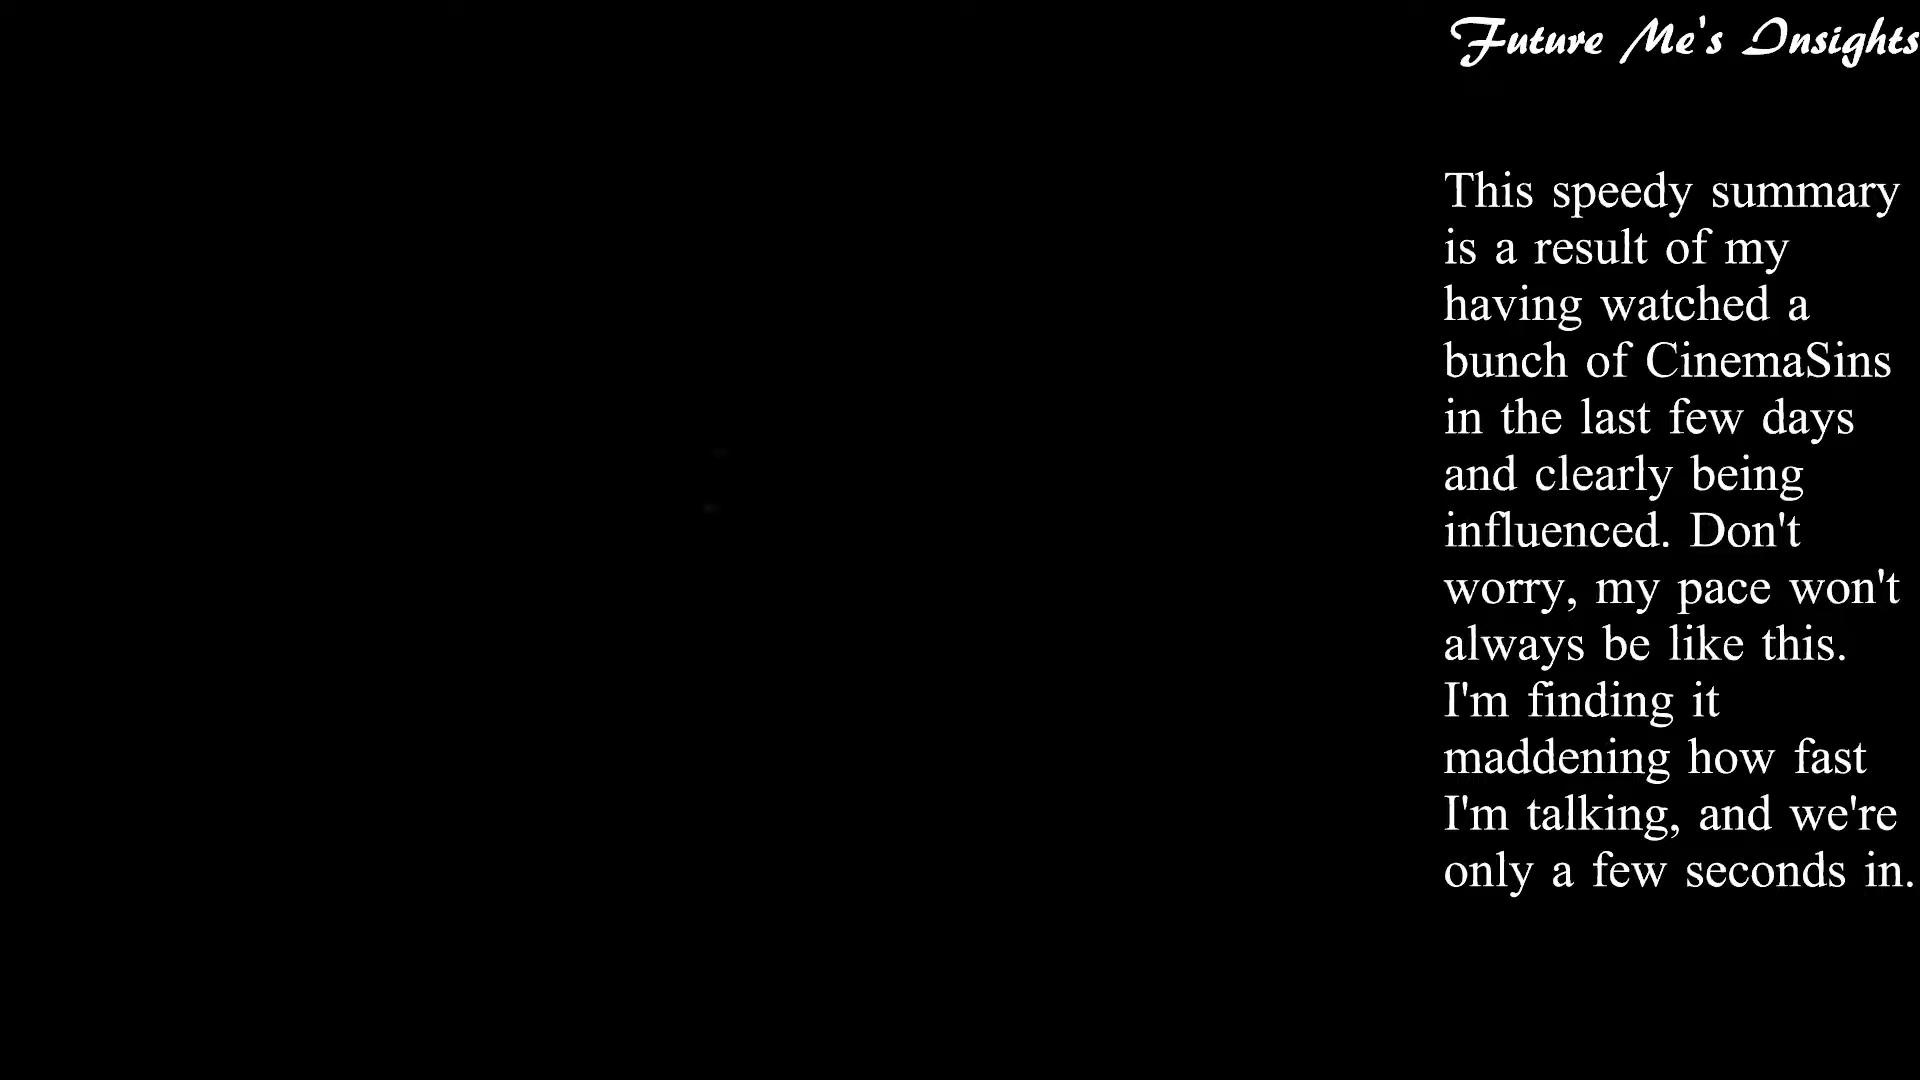 Future Me's Insights
This speedy summary
is a result of my
having watched a
bunch of CinemaSins
in the last few days
and clearly being
influenced. Don't
worry, my pace won't
always be like this.
I'm finding it
maddening how fast
I'm talking, and we're
only a few seconds in.